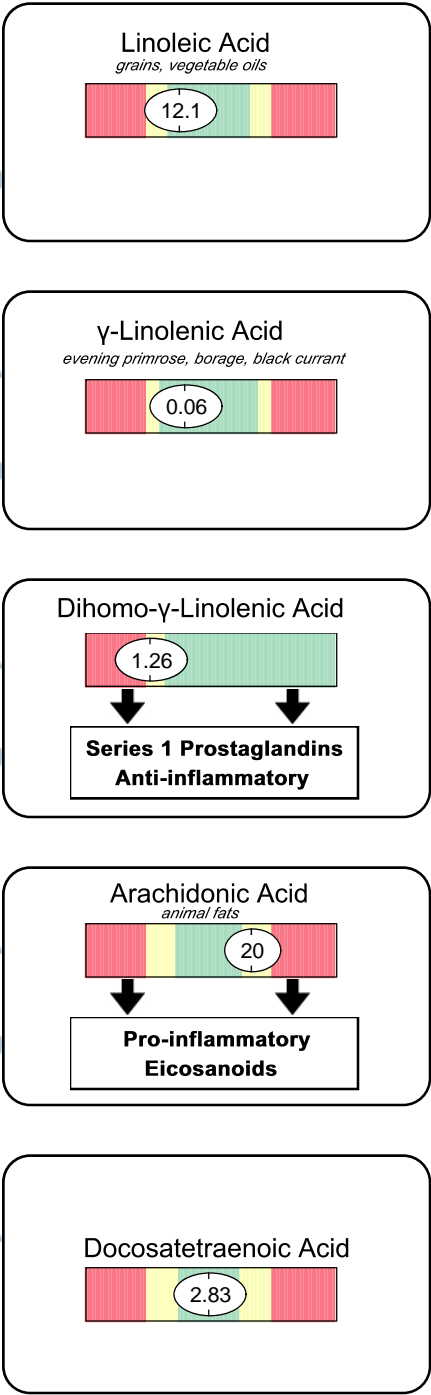 Linoleic Acid
grains, vegetable oils
12.1
γ-Linolenic Acid
evening primrose, borage, black currant
0.06
Dihomo-γ-Linolenic Acid
1.26
Series 1 Prostaglandins
Anti-inflammatory
Arachidonic Acid
animal fats
20
Pro-inflammatory
Eicosanoids
Docosatetraenoic Acid
2.83